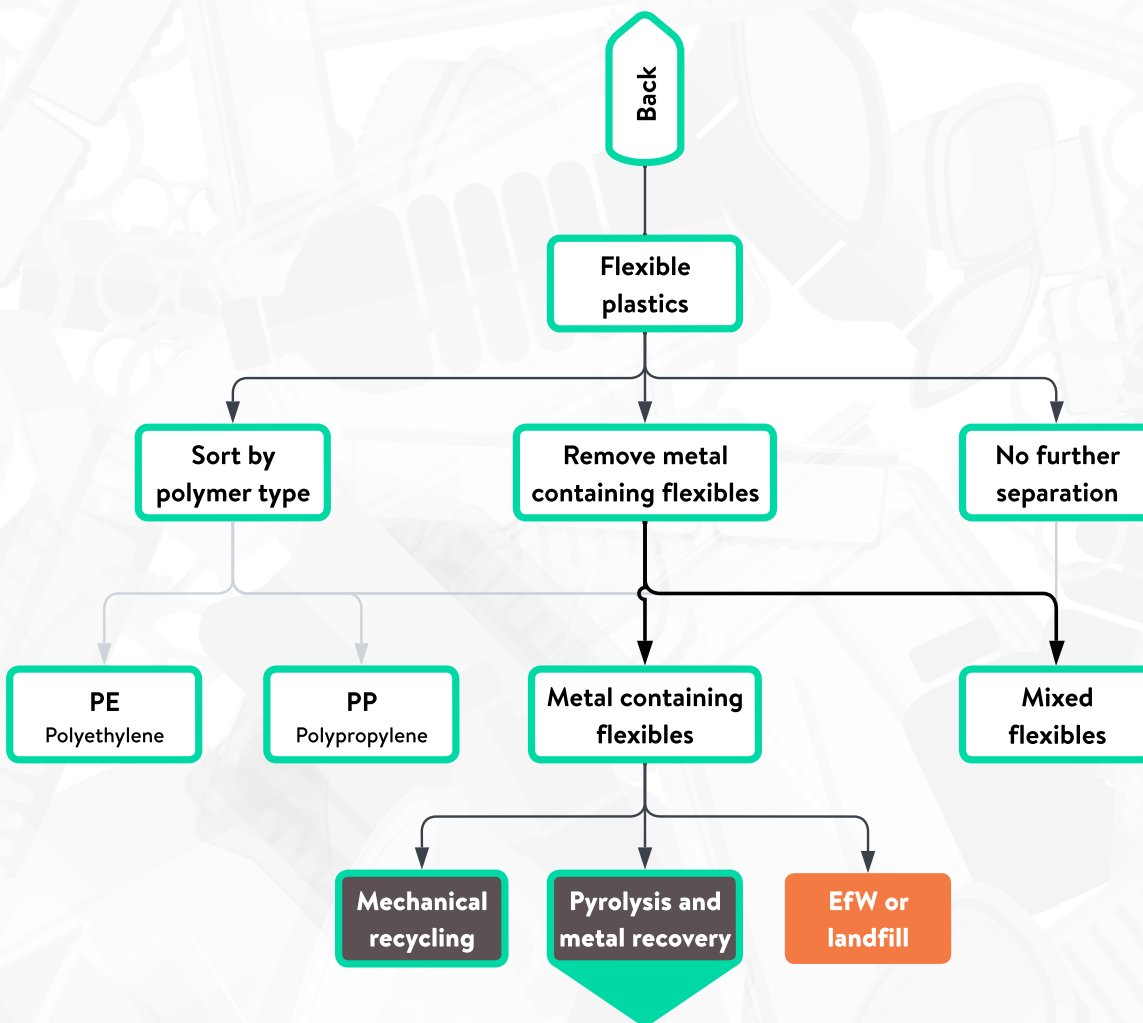 Back
Flexible
plastics
Sort by
polymer type
Remove metal
containing flexibles
No further
separation
PE
Polyethylene
PP
Polypropylene
Metal containing
flexibles
Mixed
flexibles
Mechanical
recycling
Pyrolysis and
metal recovery
EfW or
landfill